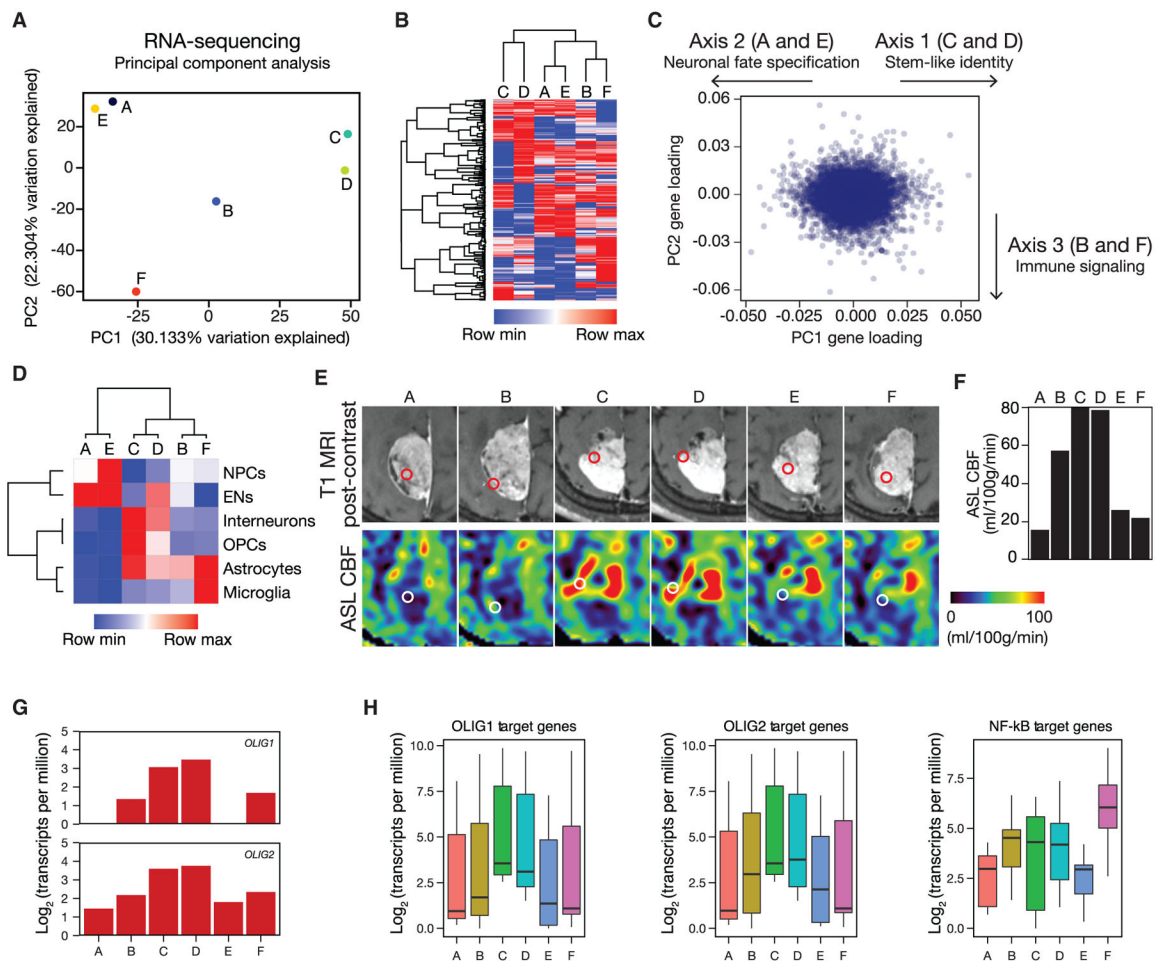 A
RNA-sequencing
Principal component analysis
PC2 (22.304% variation explained)
20
0
-20
-40
-60
E
A
C
D
B
F
-25
0
25
50
PC1 (30.133% variation explained)
B
C D A E B F
Row min
Row max
C
Axis 2 (A and E)
Neuronal fate specification
Axis 1 (C and D)
Stem-like identity
PC2 gene loading
0.06
0.03
0.00
-0.03
-0.06
-0.050
-0.025
0.000
0.025
0.050
PC1 gene loading
Axis 3 (B and F)
Immune signaling
D
A E C D B F
NPCs
ENs
Interneurons
OPCs
Astrocytes
Microglia
Row min
Row max
E
A B C D E F
T1 MRI
post-contrast
ASL CBF
F
A B C D E F
ASL CBF
(ml/100g/min)
80
60
40
20
0
0
100
(ml/100g/min)
G
Log2 (transcripts per million)
5
4
3
2
1
0
OLIG1
5
4
3
2
1
0
OLIG2
A B C D E F
H
OLIG1 target genes
Log2 (transcripts per million)
10.0
7.5
5.0
2.5
0.0
A B C D E F
OLIG2 target genes
Log2 (transcripts per million)
10.0
7.5
5.0
2.5
0.0
A B C D E F
NF-kB target genes
Log2 (transcripts per million)
7.5
5.0
2.5
0.0
A B C D E F